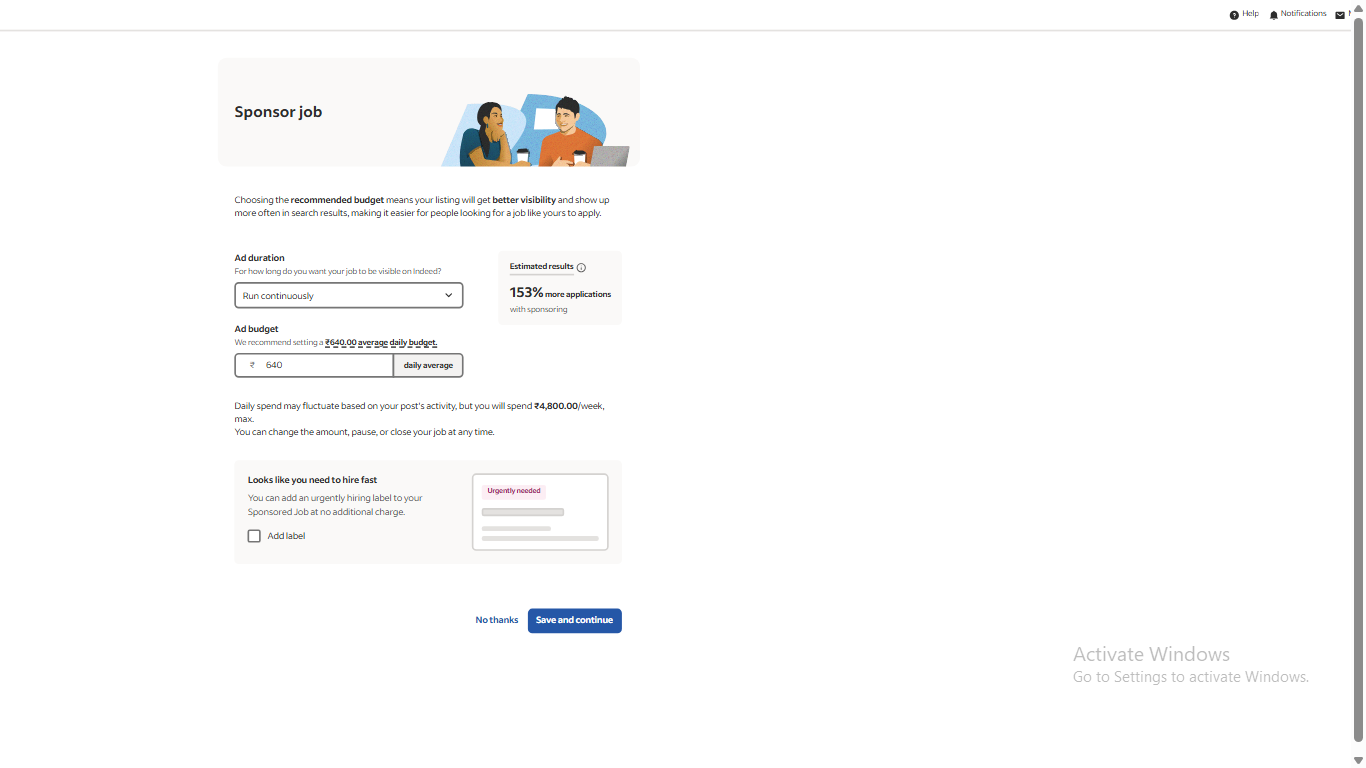 Help
Notifications
Sponsor job
Choosing the recommended budget means your listing will get better visibility and show up
more often in search results, making it easier for people looking for a job like yours to apply.
Ad duration
For how long do you want your job to be visible on Indeed?
Run continuously
Estimated results
153% more applications
with sponsoring
Ad budget
We recommend setting a ₹640.00 average daily budget.
₹ 640
daily average
Daily spend may fluctuate based on your post's activity, but you will spend ₹4,800.00/week,
max.
You can change the amount, pause, or close your job at any time.
Looks like you need to hire fast
You can add an urgently hiring label to your
Sponsored Job at no additional charge.
Add label
Urgently needed
No thanks
Save and continue
Activate Windows
Go to Settings to activate Windows.